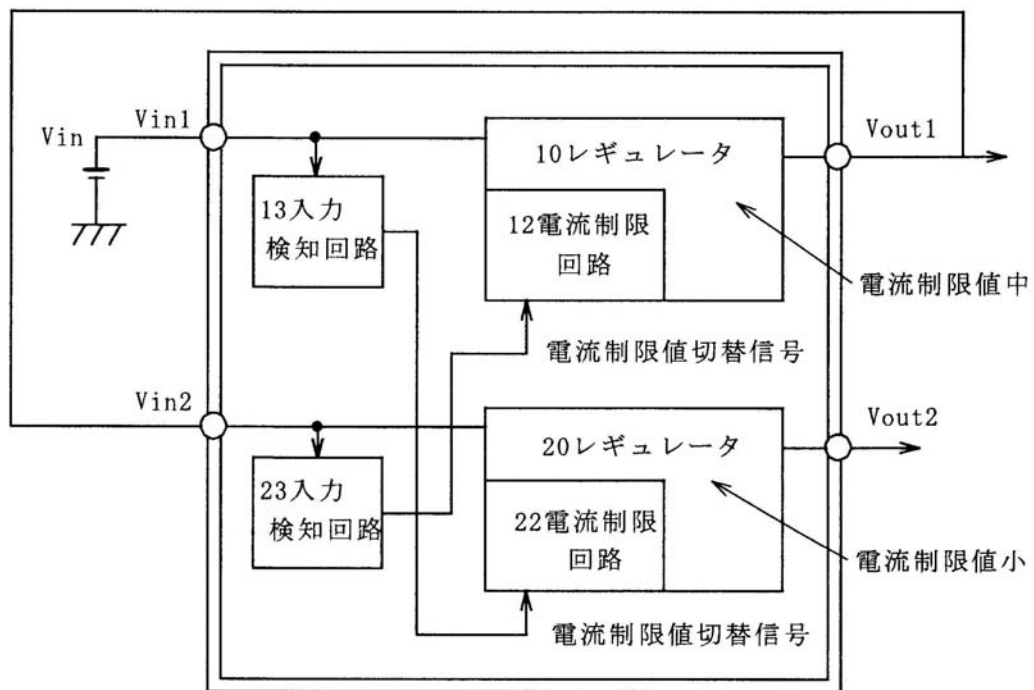 Vin
Vin1
Vout1
10レギュレータ
13入力
検知回路
12電流制限
回路
電流制限値中
電流制限値切替信号
Vin2
Vout2
20レギュレータ
23入力
検知回路
22電流制限
回路
電流制限値小
電流制限値切替信号